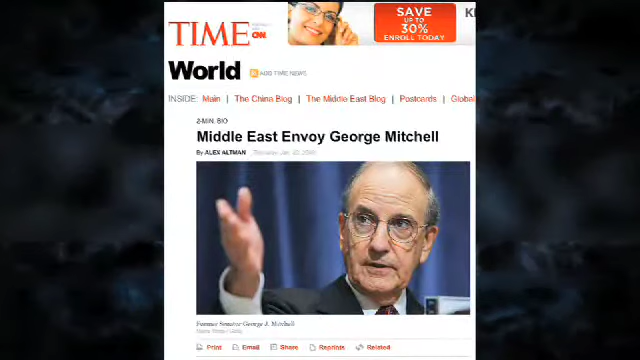 TIME
CNN
SAVE
UP TO
30%
ENROLL TODAY
World
ADD TIME NEWS
INSIDE: Main | The China Blog | The Middle East Blog | Postcards | Global
2-MIN. BIO
Middle East Envoy George Mitchell
By ALEX ALTMAN
Former Senator George J. Mitchell
Print Email Share Reprints Related